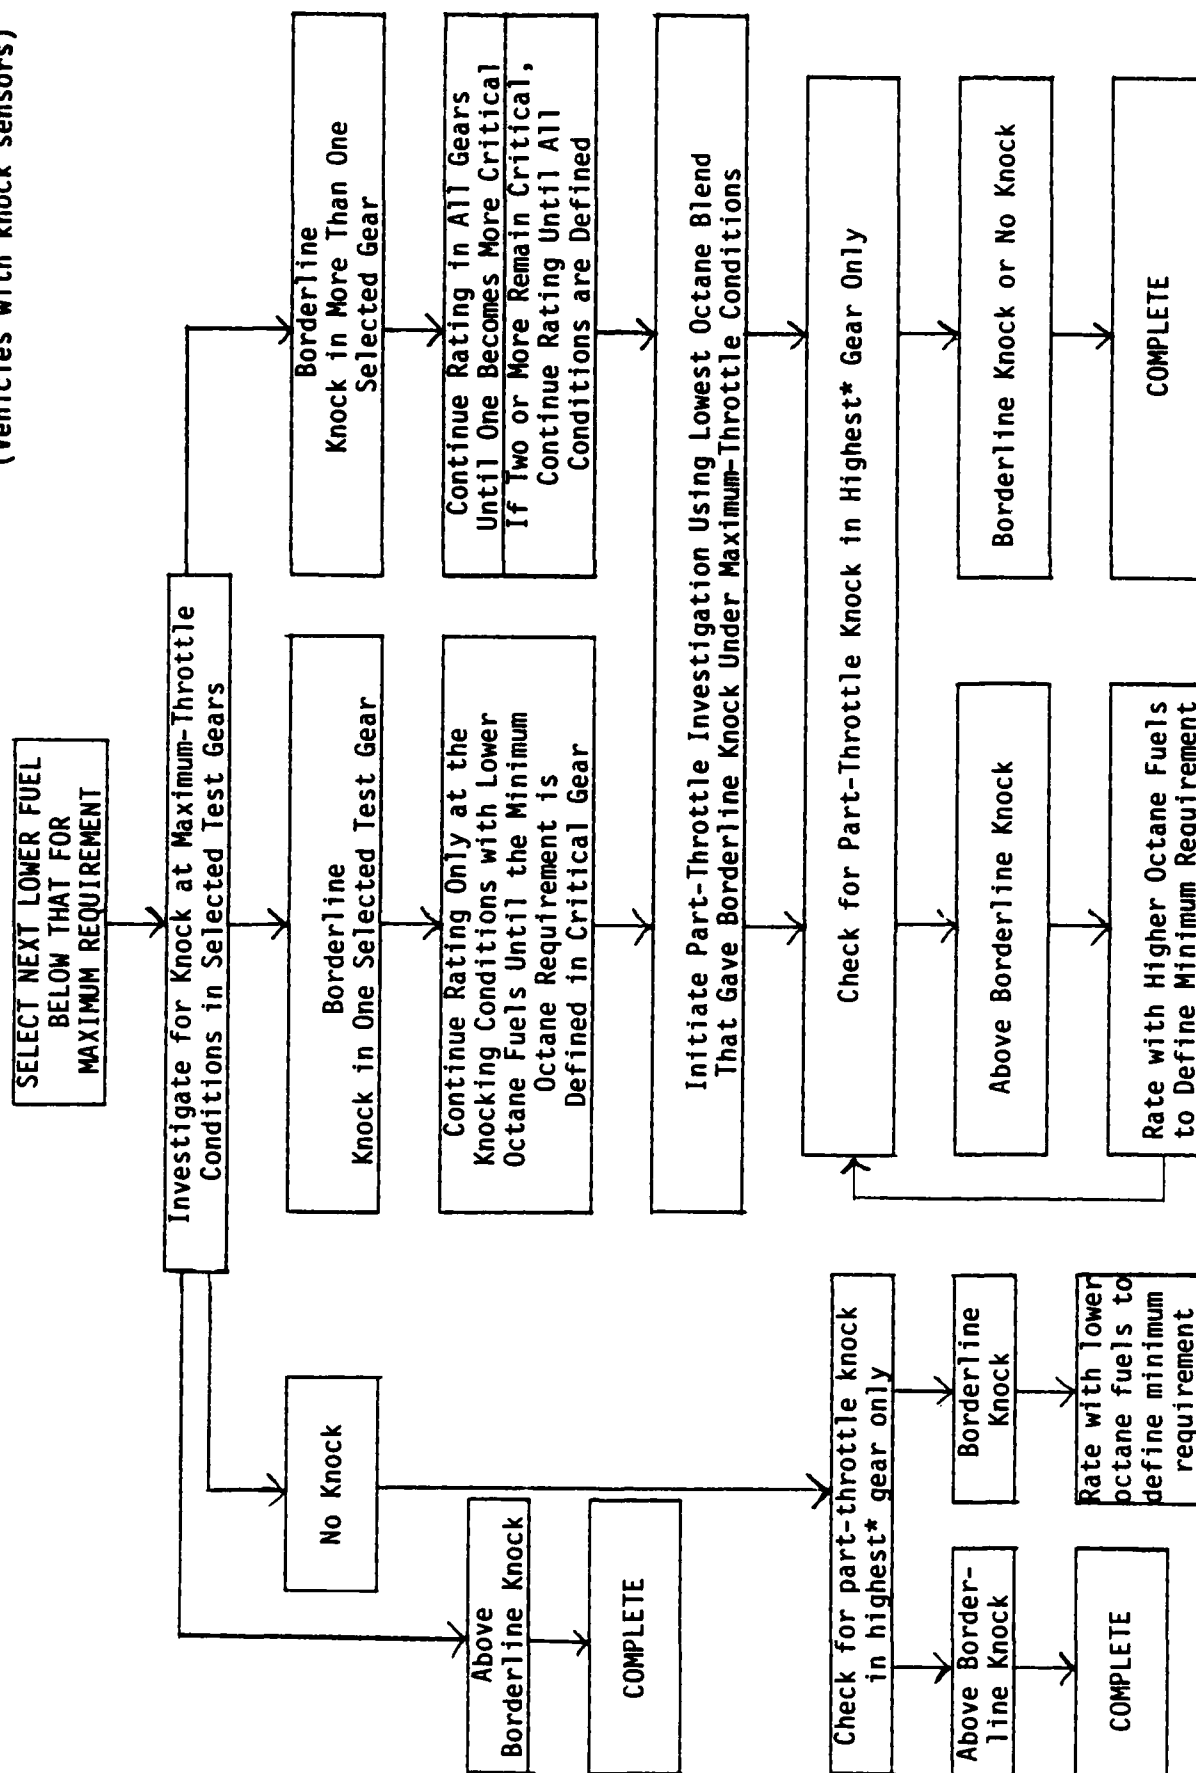 (Vehicles with knock sensors)
SELECT NEXT LOWER FUEL
BELOW THAT FOR
MAXIMUM REQUIREMENT
Investigate for Knock at Maximum-Throttle
Conditions in Selected Test Gears
No Knock
Borderline
Knock in One Selected Test Gear
Borderline
Knock in More Than One
Selected Gear
Above
Borderline Knock
Continue Rating Only at the
Knocking Conditions with Lower
Octane Fuels Until the Minimum
Octane Requirement is
Defined in Critical Gear
Continue Rating in All Gears
Until One Becomes More Critical
If Two or More Remain Critical,
Continue Rating Until All
Conditions are Defined
COMPLETE
Initiate Part-Throttle Investigation Using Lowest Octane Blend
That Gave Borderline Knock Under Maximum-Throttle Conditions
Check for part-throttle knock
in highest* gear only
Check for Part-Throttle Knock in Highest* Gear Only
Above Border-
line Knock
Borderline
Knock
Above Borderline Knock
Borderline Knock or No Knock
COMPLETE
Rate with lower
octane fuels to
define minimum
requirement
Rate with Higher Octane Fuels
to Define Minimum Requirement
COMPLETE